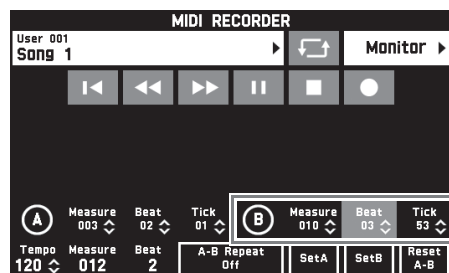 MIDI RECORDER
User 001
Song 1
Monitor
A Measure Beat Tick B Measure Beat Tick
003 02 01 010 03 53
Tempo Measure Beat A-B Repeat SetA SetB Reset
120 012 2 Off A-B